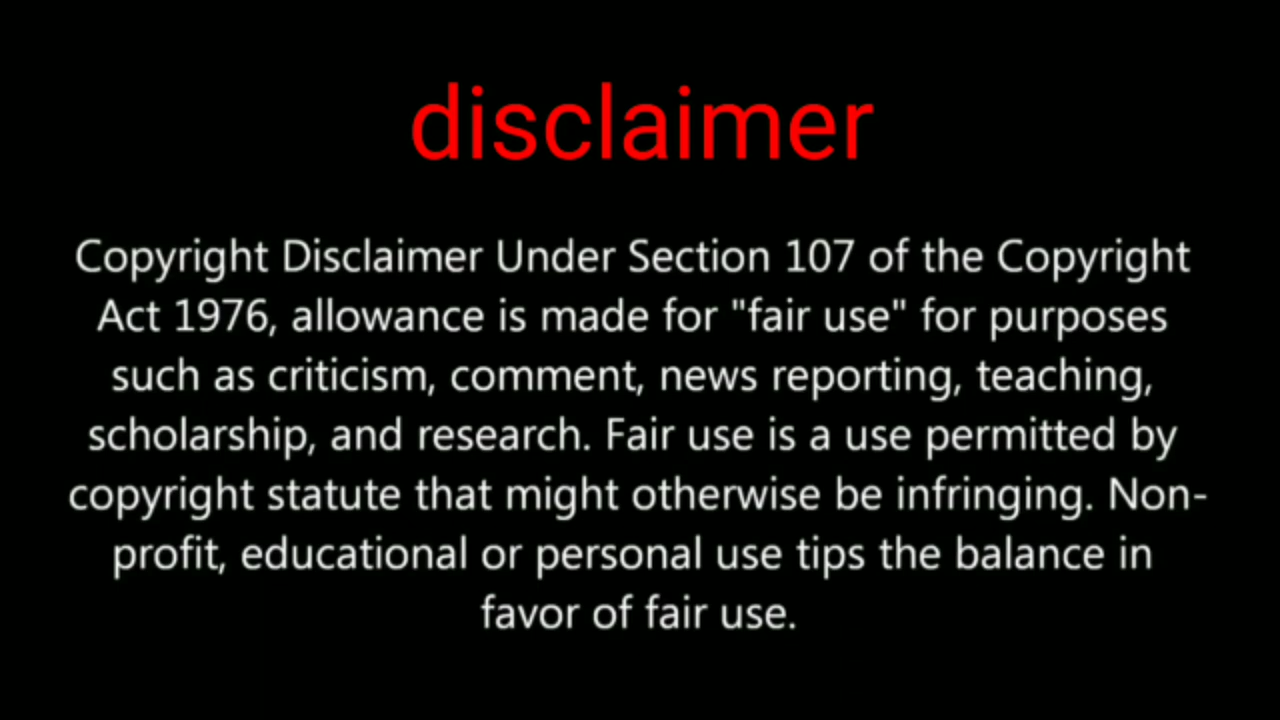 disclaimer
Copyright Disclaimer Under Section 107 of the Copyright
Act 1976, allowance is made for "fair use" for purposes
such as criticism, comment, news reporting, teaching,
scholarship, and research. Fair use is a use permitted by
copyright statute that might otherwise be infringing. Non-
profit, educational or personal use tips the balance in
favor of fair use.